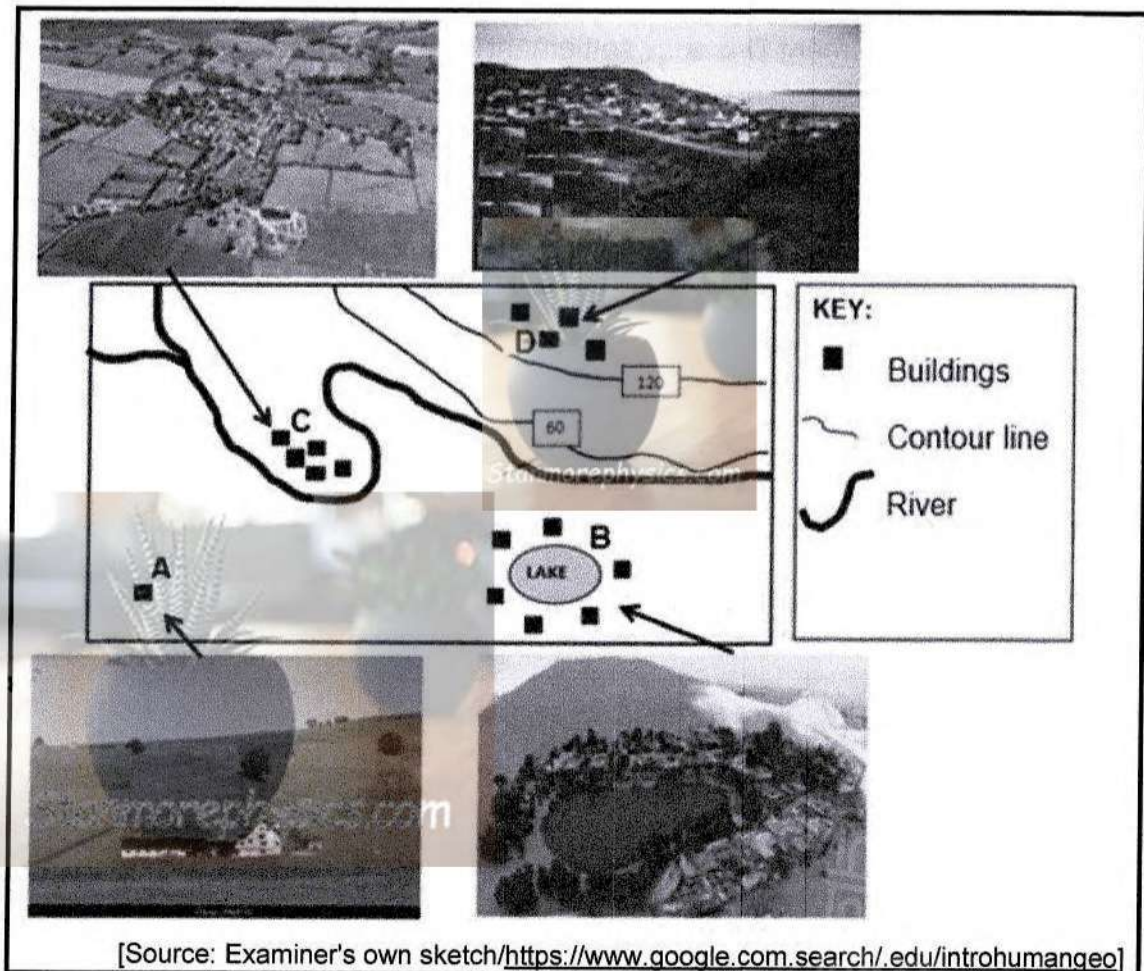 D
120
60
Stanmorephysics.com
C
A
B
LAKE
KEY:
Buildings
Contour line
River
Stanmorephysics.com
[Source: Examiner's own sketch/https://www.google.com.search/.edu/introhumangeo]